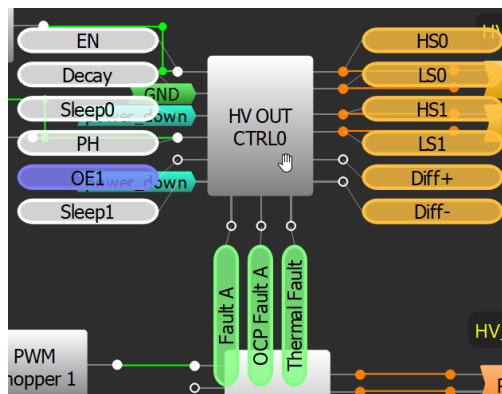 EN
Decay
GND
Sleep0
power_down
PH
OE1
power_down
Sleep1
HV OUT
CTRL0
HS0
LS0
HS1
LS1
Diff+
Diff-
Fault A
OCP Fault A
Thermal Fault
PWM
hopper 1
HV_